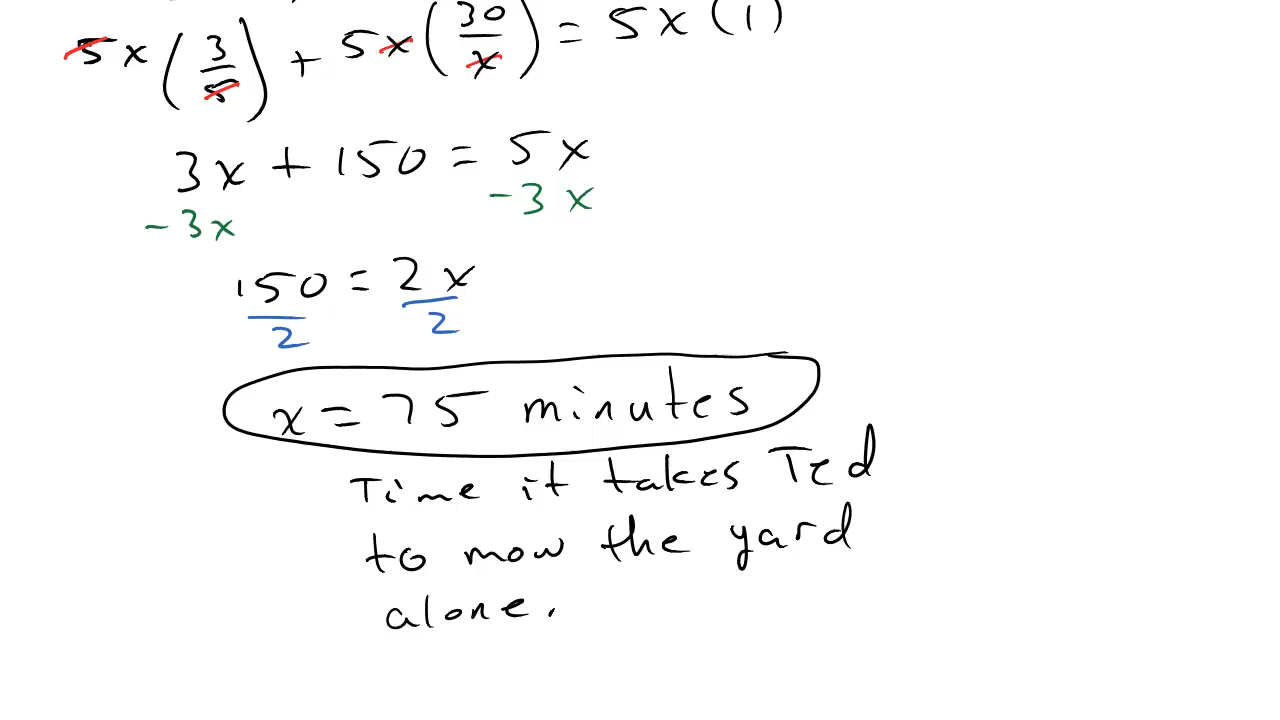 5x(3/5) + 5x(30/x) = 5x(1)
3x + 150 = 5x
-3x -3x
150 = 2x
2 2
x = 75 minutes
Time it takes Ted
to mow the yard
alone.